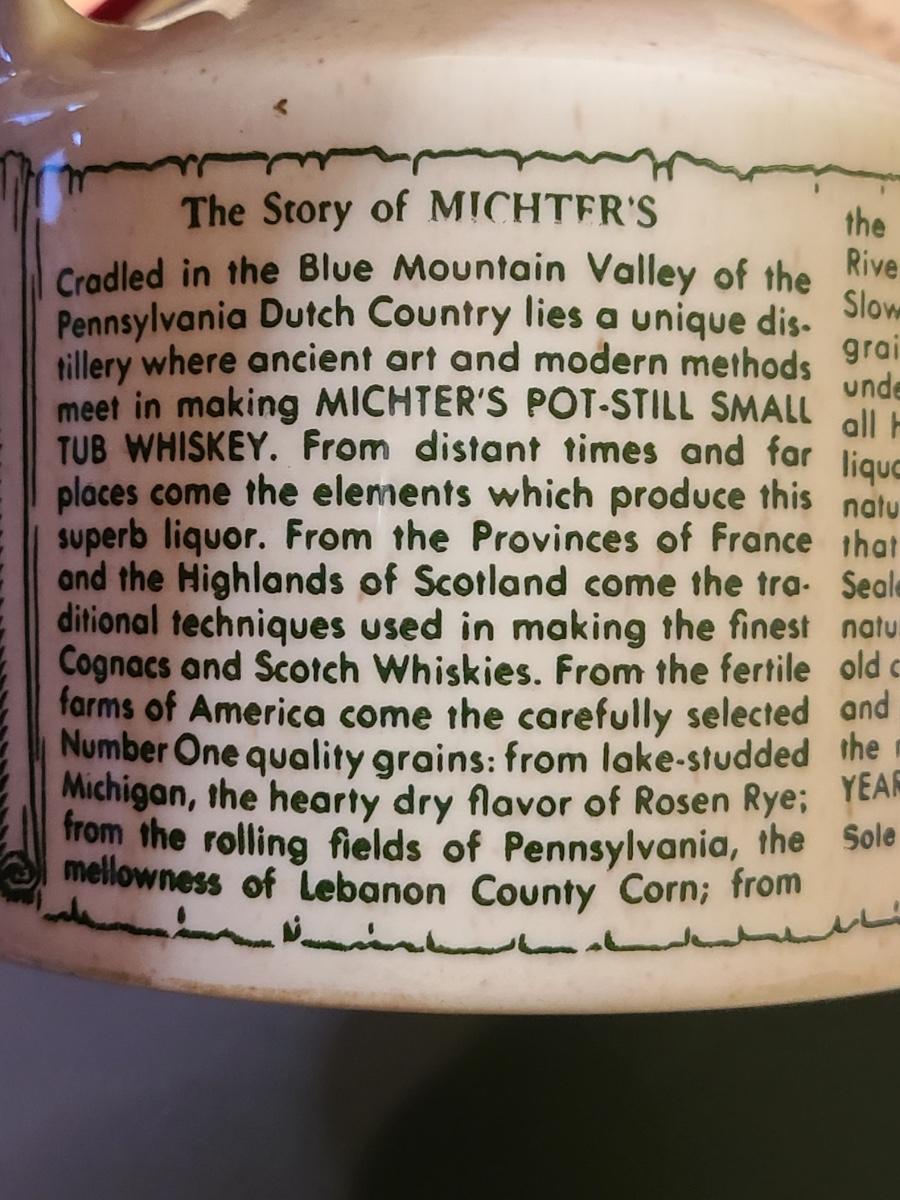 The Story of MICHTER'S
Cradled in the Blue Mountain Valley of the
Pennsylvania Dutch Country lies a unique dis-
tillery where ancient art and modern methods
meet in making MICHTER'S POT-STILL SMALL
TUB WHISKEY. From distant times and far
places come the elements which produce this
superb liquor. From the Provinces of France
and the Highlands of Scotland come the tra-
ditional techniques used in making the finest
Cognacs and Scotch Whiskies. From the fertile
farms of America come the carefully selected
Number One quality grains: from lake-studded
Michigan, the hearty dry flavor of Rosen Rye;
from the rolling fields of Pennsylvania, the
mellowness of Lebanon County Corn; from
the
all
that
old
and
the
Sole